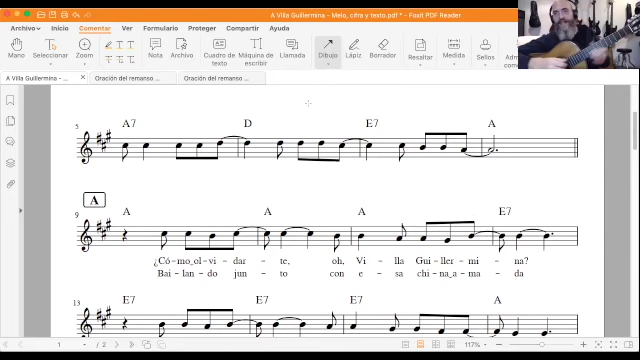 A Villa Guillermina - Meio, cifra y texto.pdf * - Foxit PDF Reader
Archivo Inicio Comentar Ver Formulario Proteger Compartir Ayuda
Mano Seleccionar Zoom Nota Archivo Cuadro de texto Máquina de escribir Llamada Dibujo Lápiz Borrador Resaltar Sellos
A Villa Guillermina - ... Oración del remanso ... Oración del remanso ...
5 A7 D E7 A
A
9 A A A E7
¿Có-mo_ol-vi-dar-te, oh, Vi-lla Gui-ller-mi-na?
Bai-lan-do jun-to con e-sa chi-na_a-ma-da
13 E7 E7 E7 A
1 / 2 117%